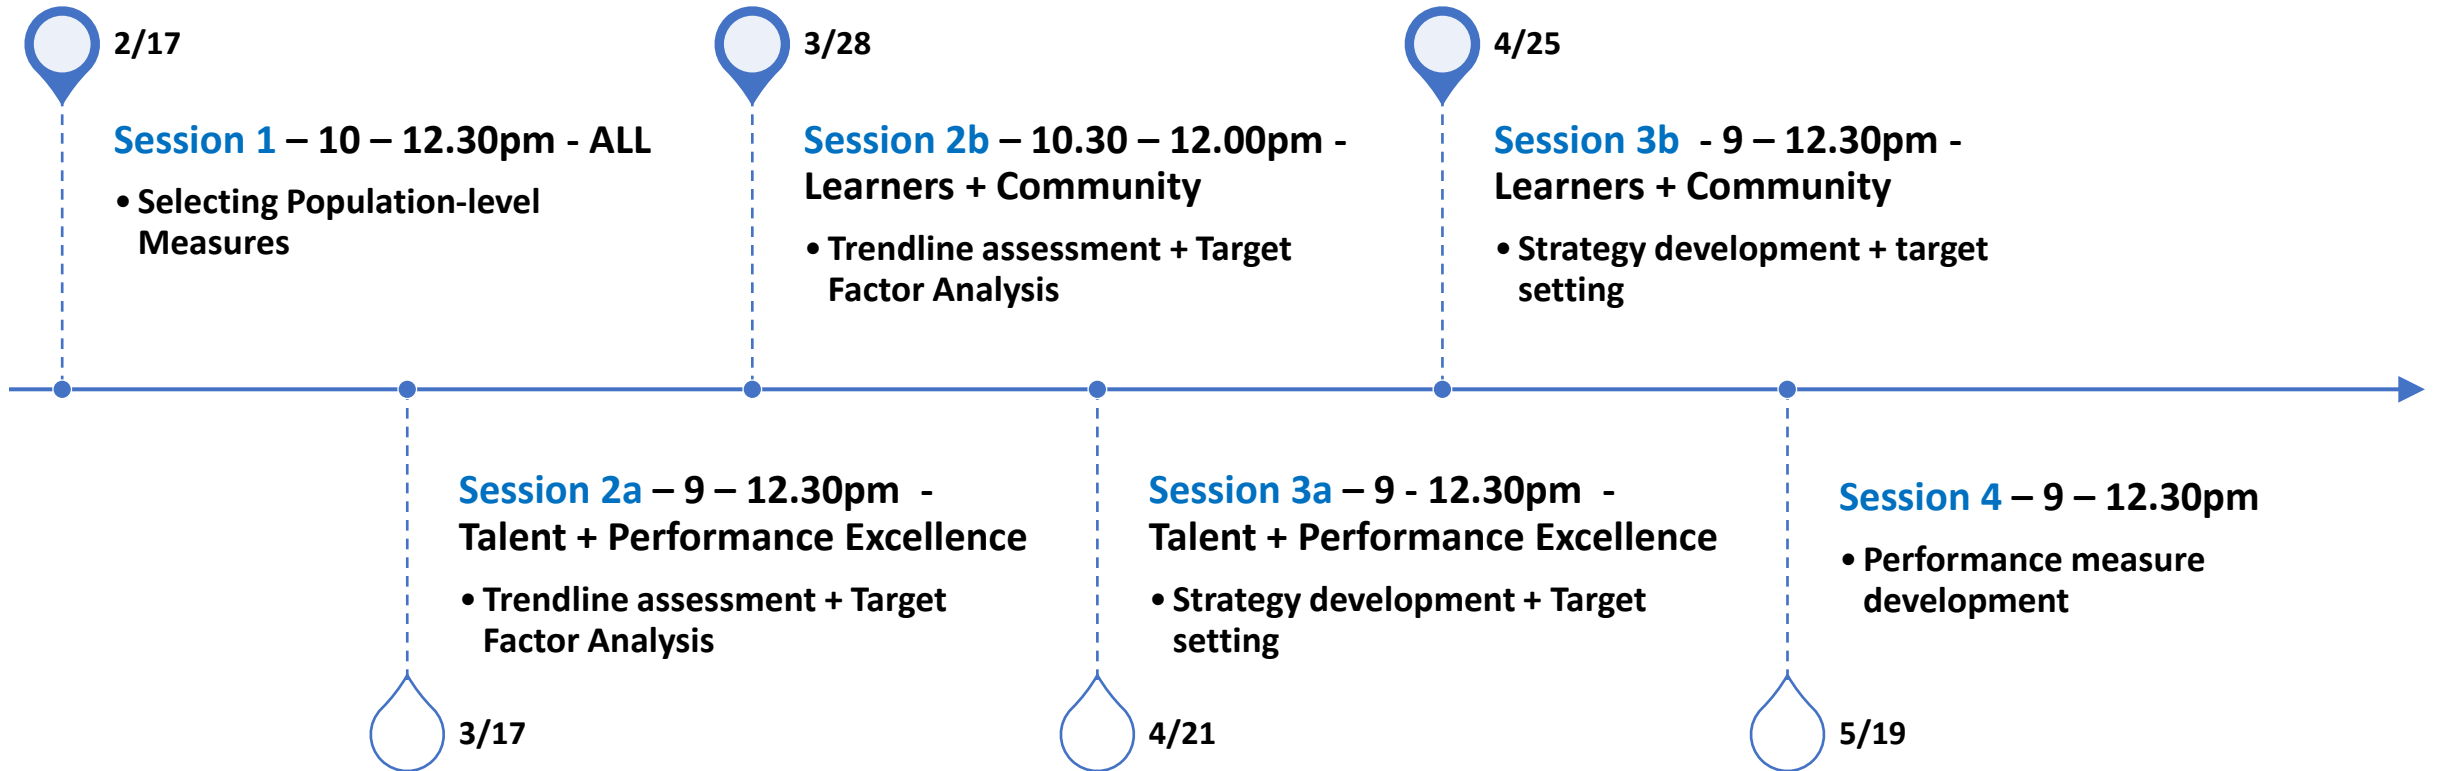 2/17
Session 1 – 10 – 12.30pm - ALL
• Selecting Population-level
Measures
3/28
Session 2b – 10.30 – 12.00pm -
Learners + Community
• Trendline assessment + Target
Factor Analysis
4/25
Session 3b - 9 – 12.30pm -
Learners + Community
• Strategy development + target
setting
Session 2a – 9 – 12.30pm -
Talent + Performance Excellence
• Trendline assessment + Target
Factor Analysis
3/17
Session 3a – 9 - 12.30pm -
Talent + Performance Excellence
• Strategy development + Target
setting
4/21
Session 4 – 9 – 12.30pm
• Performance measure
development
5/19